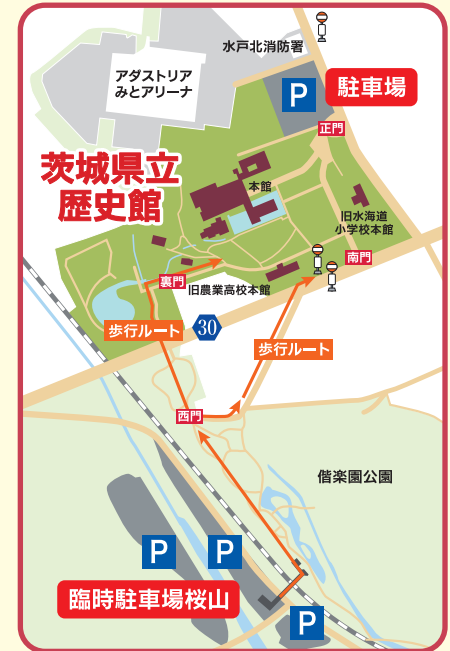 水戸北消防署
アダストリア
みとアリーナ
P
駐車場
正門
茨城県立
歴史館
本館
旧水海道
小学校本館
南門
裏門
旧農業高校本館
歩行ルート
30
歩行ルート
西門
偕楽園公園
P
P
臨時駐車場桜山
P